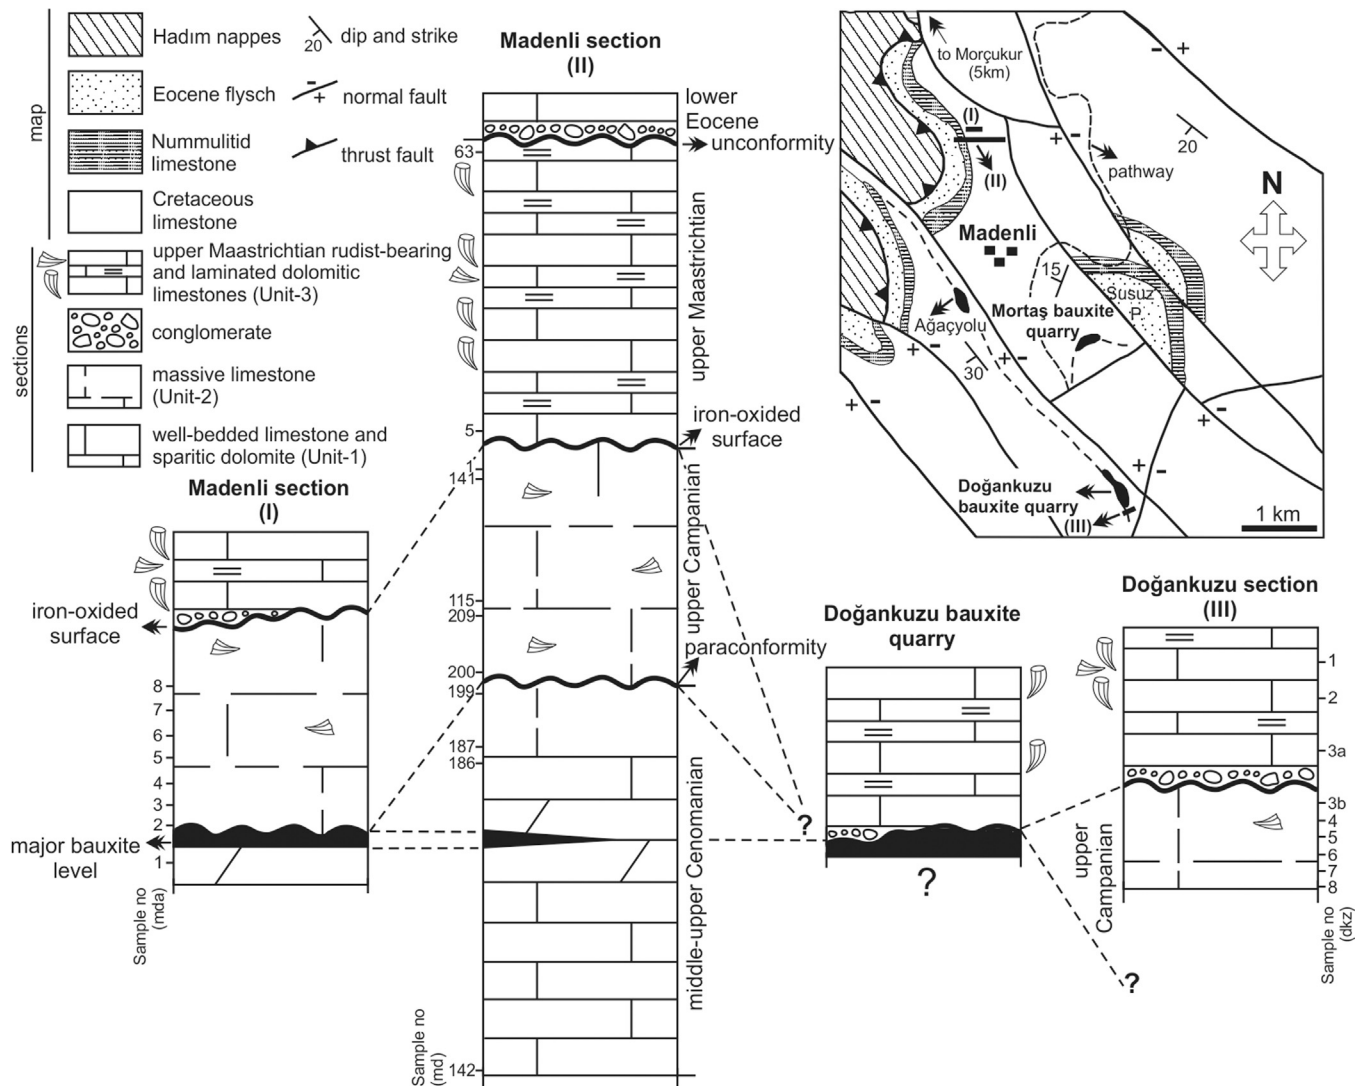 map
Hadım nappes
Eocene flysch
Nummulitid
limestone
Cretaceous
limestone
20
dip and strike
-
+
normal fault
thrust fault
sections
upper Maastrichtian rudist-bearing
and laminated dolomitic
limestones (Unit-3)
conglomerate
massive limestone
(Unit-2)
well-bedded limestone and
sparitic dolomite (Unit-1)
Madenli section
(I)
iron-oxided
surface
8
7
6
5
4
3
2
1
major bauxite
level
Sample no
(mda)
Madenli section
(II)
lower
Eocene
unconformity
63
upper Maastrichtian
5
iron-oxided
surface
1
141
upper Campanian
115
209
200
paraconformity
199
187
186
middle-upper Cenomanian
142
Sample no
(md)
?
to Morçukur
(5km)
- +
(I)
(II)
+ -
20
pathway
N
Madenli
15
Susuz
P.
Mortaş bauxite
quarry
Ağaçyolu
+ -
+ -
30
+ -
+ -
+ -
Doğankuzu
bauxite quarry
(III)
1 km
Doğankuzu bauxite
quarry
?
Doğankuzu section
(III)
1
2
3a
3b
4
5
6
7
8
upper
Campanian
Sample no
(dkz)
?